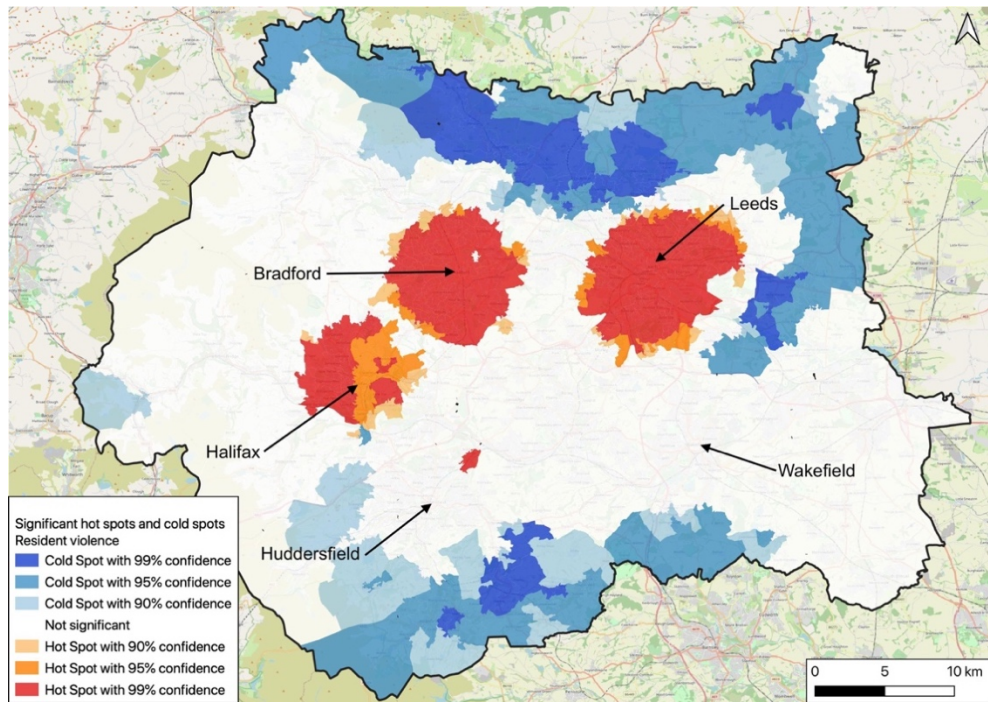 Leeds
Bradford
Halifax
Wakefield
Huddersfield
Significant hot spots and cold spots
Resident violence
Cold Spot with 99% confidence
Cold Spot with 95% confidence
Cold Spot with 90% confidence
Not significant
Hot Spot with 90% confidence
Hot Spot with 95% confidence
Hot Spot with 99% confidence
0 5 10 km